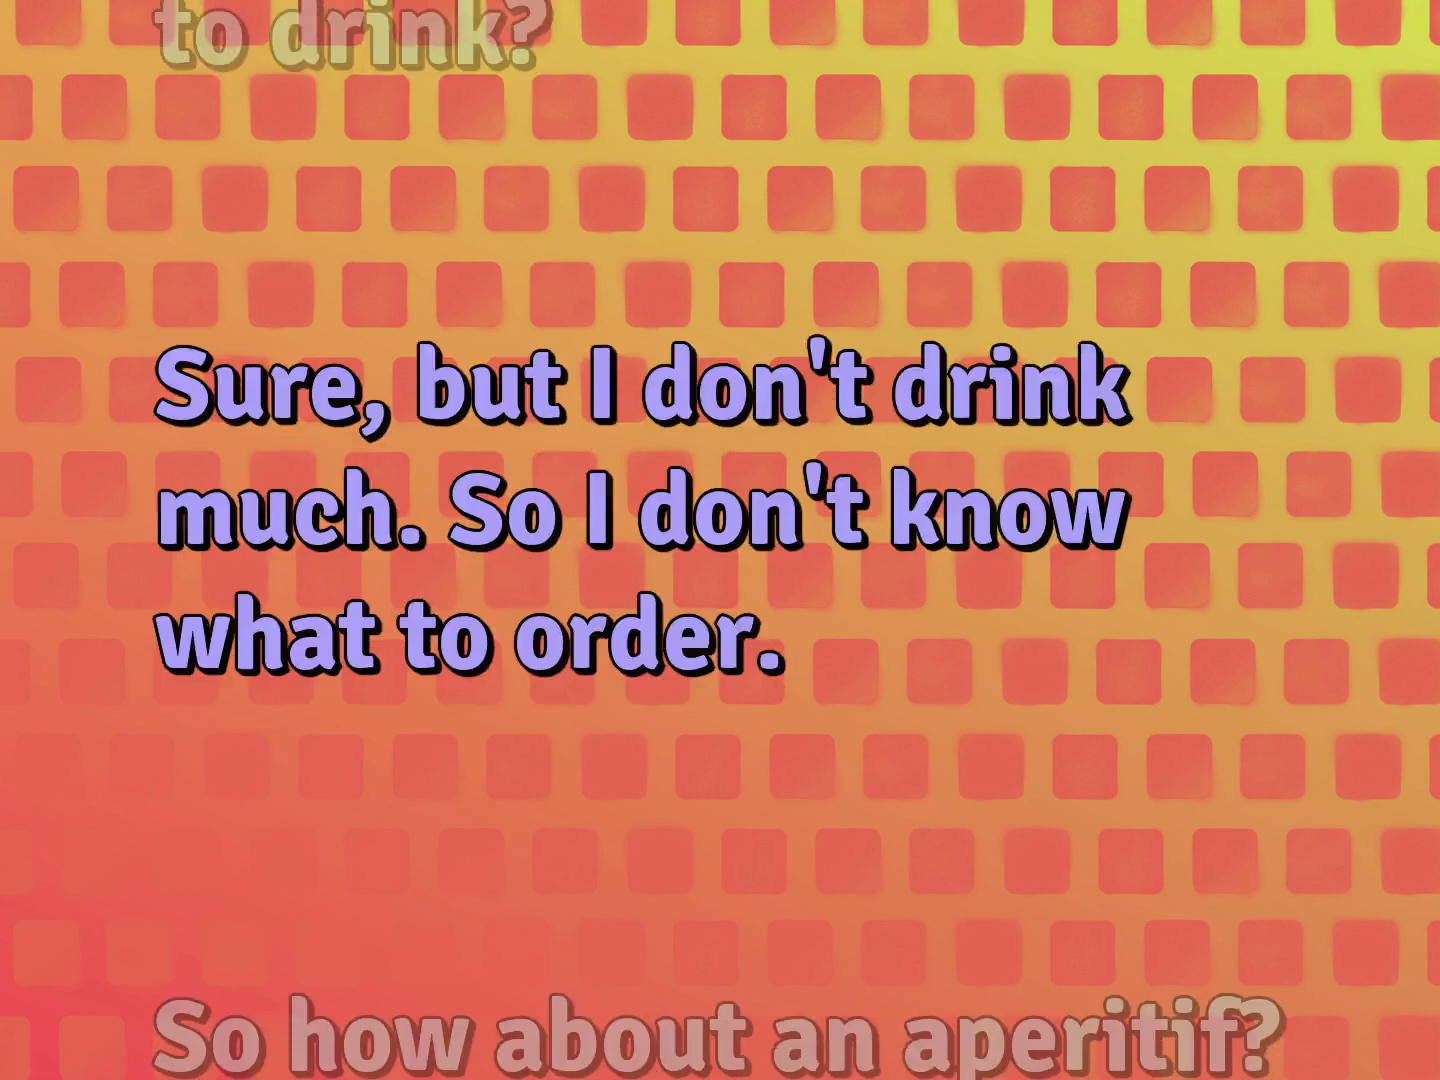 to drink?
Sure, but I don't drink
much. So I don't know
what to order.
So how about an aperitif?